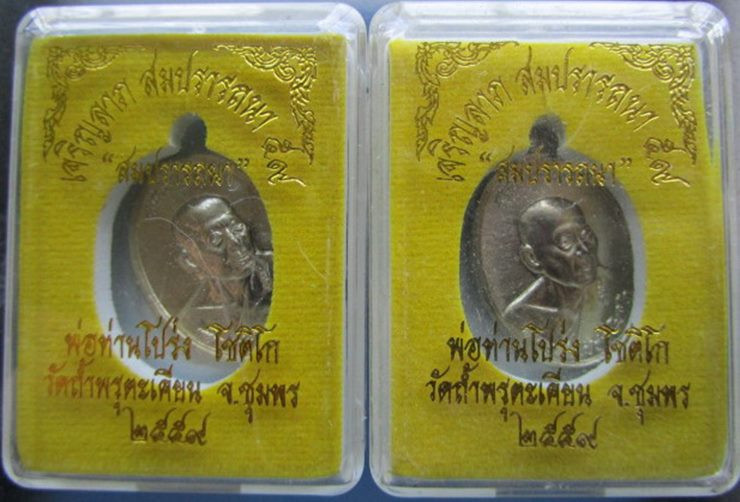 เจริญลาภ สมปรารถนา
"สมปรารถนา"
พ่อท่านโปร่ง โชติโก
วัดถ้ำพรุตะเคียน จ.ชุมพร
๒๕๕๙
เจริญลาภ สมปรารถนา
"สมปรารถนา"
พ่อท่านโปร่ง โชติโก
วัดถ้ำพรุตะเคียน จ.ชุมพร
๒๕๕๙